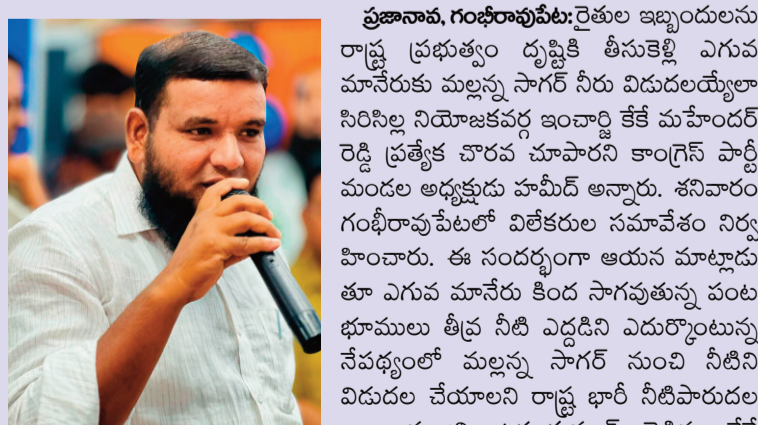 ప్రజానావ, గంభీరావుపేట: రైతుల ఇబ్బందులను
రాష్ట్ర ప్రభుత్వం దృష్టికి తీసుకెళ్లి ఎగువ
మానేరుకు మల్లన్న సాగర్ నీరు విడుదలయ్యేలా
సిరిసిల్ల నియోజకవర్గ ఇంచార్జి కేకే మహేందర్
రెడ్డి ప్రత్యేక చొరవ చూపారని కాంగ్రెస్ పార్టీ
మండల అధ్యక్షుడు హమీద్ అన్నారు. శనివారం
గంభీరావుపేటలో విలేకరుల సమావేశం నిర్వ
హించారు. ఈ సందర్భంగా ఆయన మాట్లాడు
తూ ఎగువ మానేరు కింద సాగవుతున్న పంట
భూములు తీవ్ర నీటి ఎద్దడిని ఎదుర్కొంటున్న
నేపథ్యంలో మల్లన్న సాగర్ నుంచి నీటిని
విడుదల చేయాలని రాష్ట్ర భారీ నీటిపారుదల